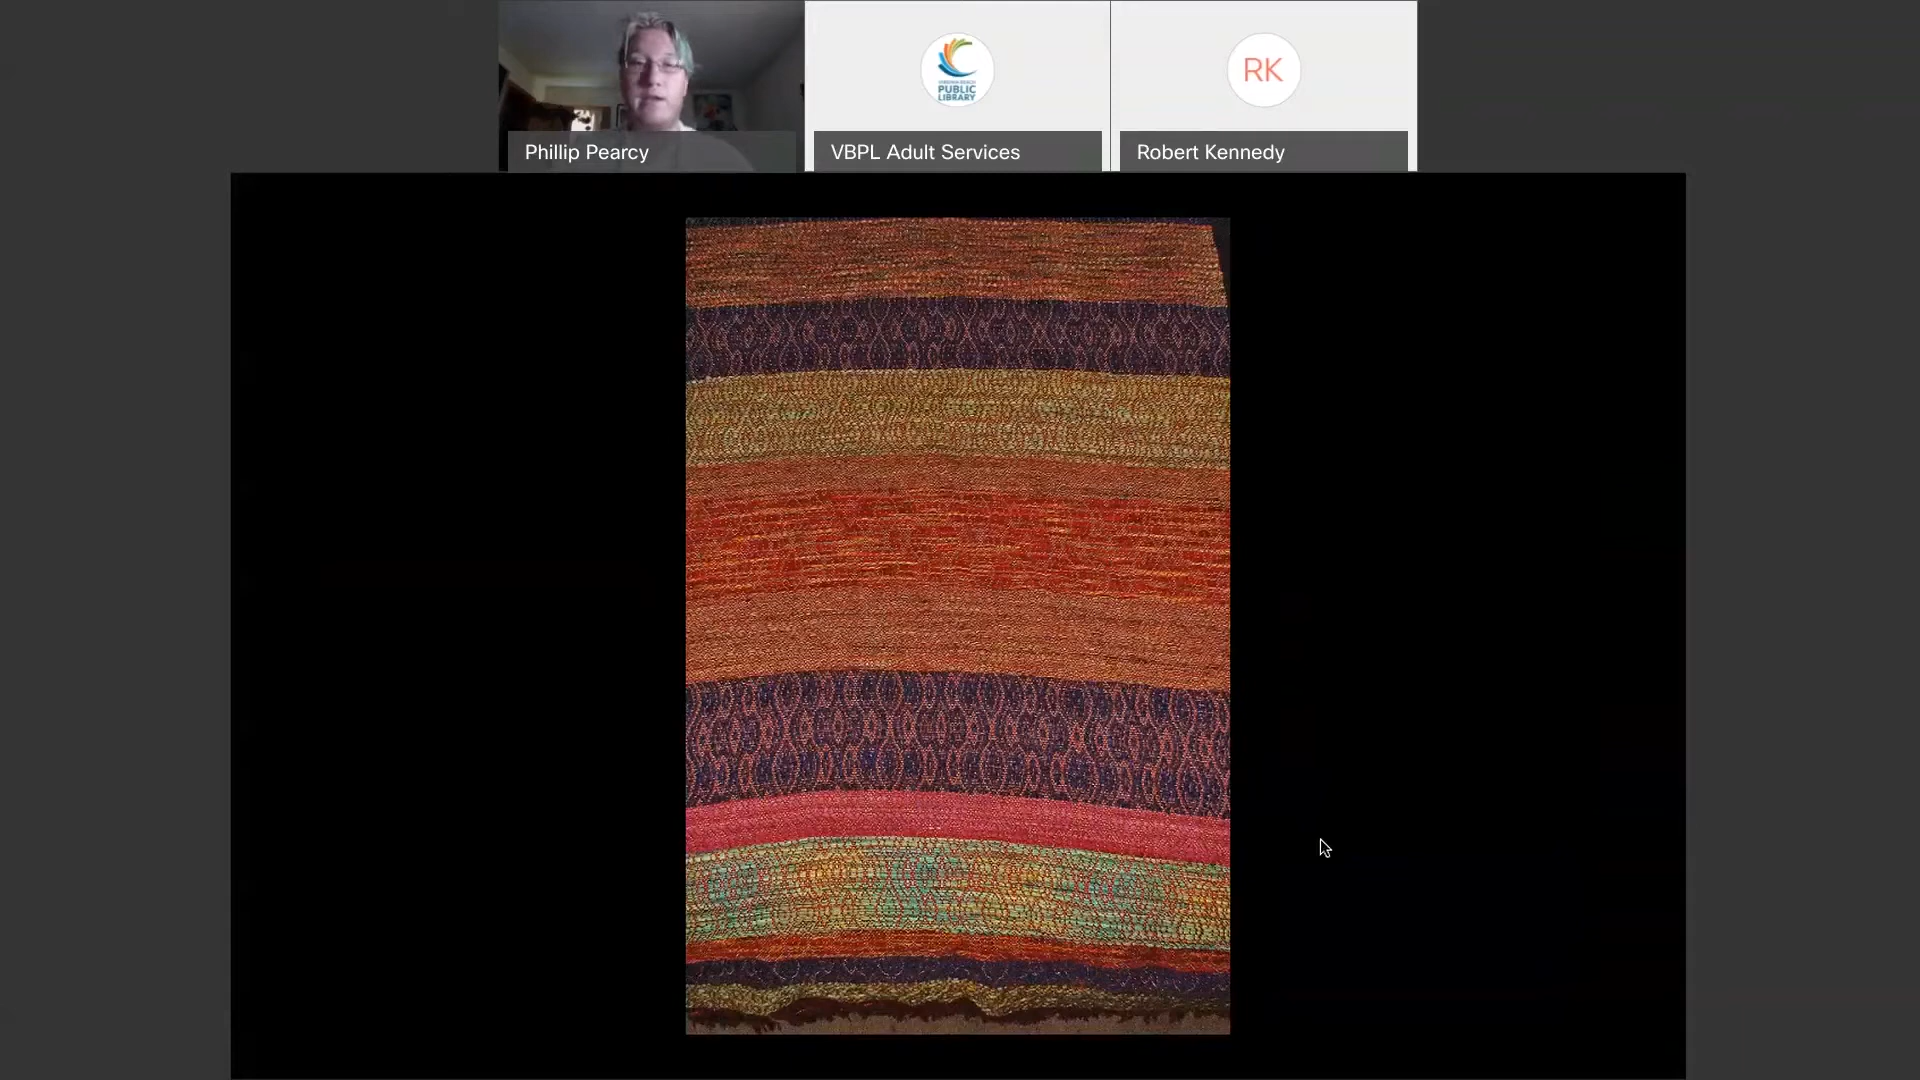 PUBLIC
LIBRARY
RK
Phillip Pearcy
VBPL Adult Services
Robert Kennedy